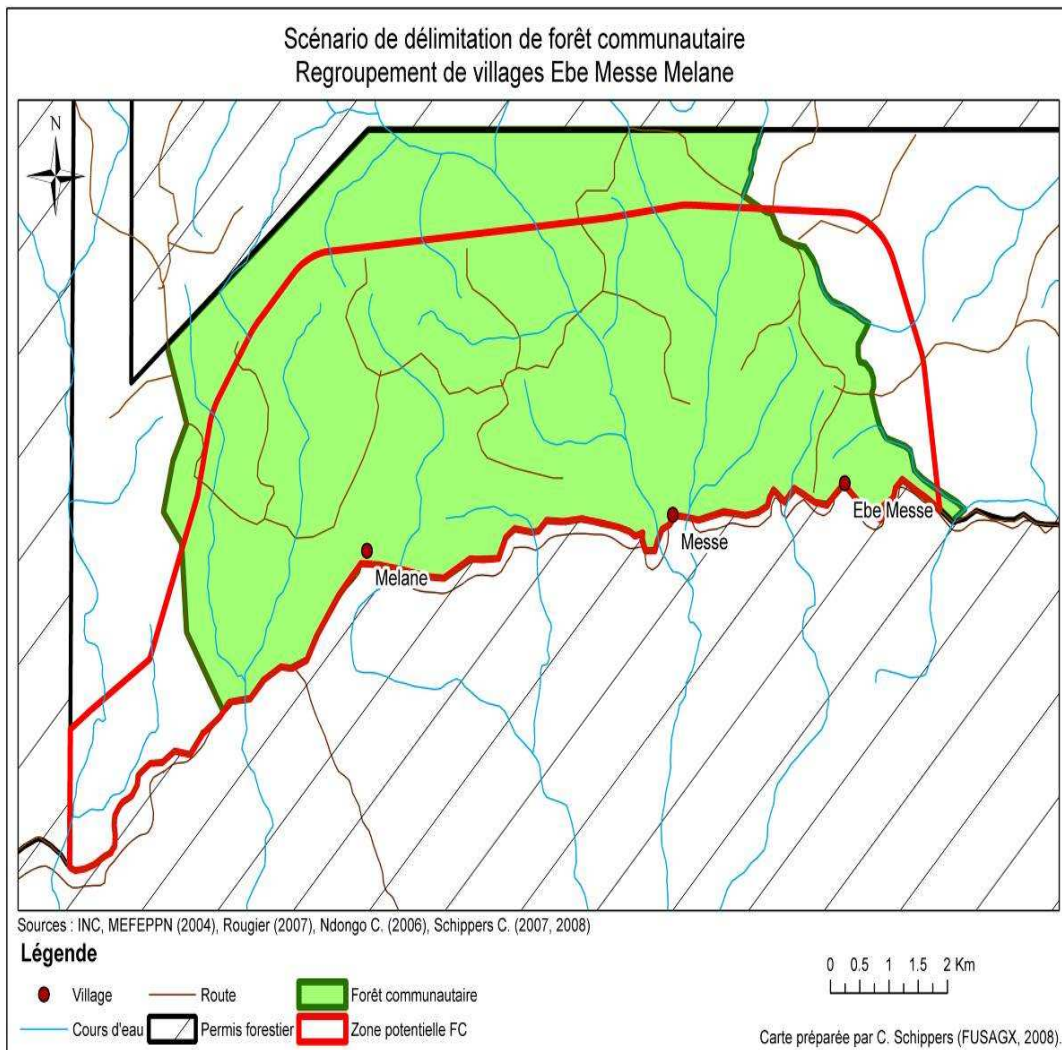 Scénario de délimitation de forêt communautaire
Regroupement de villages Ebe Messe Melane
N
Ebe Messe
Messe
Melane
Sources : INC, MEFEPPN (2004), Rougier (2007), Ndongo C. (2006), Schippers C. (2007, 2008)
Légende
Village
Route
Forêt communautaire
Cours d'eau
Permis forestier
Zone potentielle FC
0 0.5 1 1.5 2 Km
Carte préparée par C. Schippers (FUSAGX, 2008)